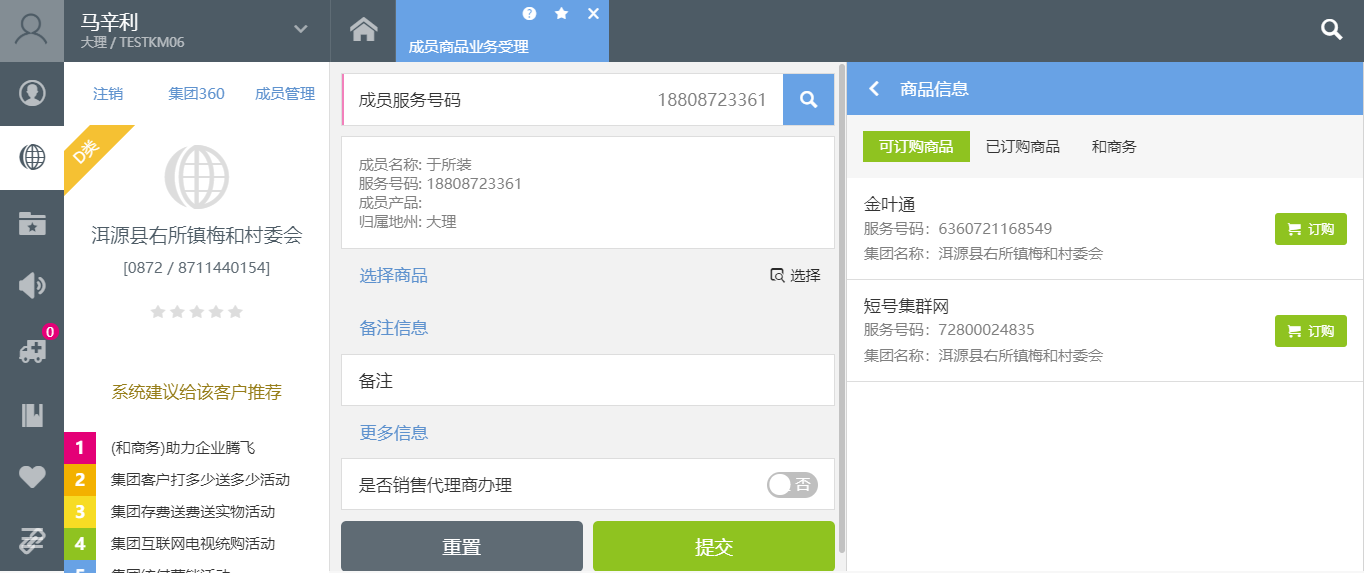 马辛利
大理 / TESTKM06
成员商品业务受理
0
注销
集团360
成员管理
D类
洱源县右所镇梅和村委会
[0872 / 8711440154]
系统建议给该客户推荐
1 (和商务)助力企业腾飞
2 集团客户打多少送多少活动
3 集团存费送费送实物活动
4 集团互联网电视统购活动
成员服务号码 18808723361
成员名称: 于所装
服务号码: 18808723361
成员产品:
归属地州: 大理
选择商品 选择
备注信息
备注
更多信息
是否销售代理商办理 否
重置 提交
商品信息
可订购商品 已订购商品 和商务
金叶通
服务号码：6360721168549
集团名称：洱源县右所镇梅和村委会
订购
短号集群网
服务号码：72800024835
集团名称：洱源县右所镇梅和村委会
订购